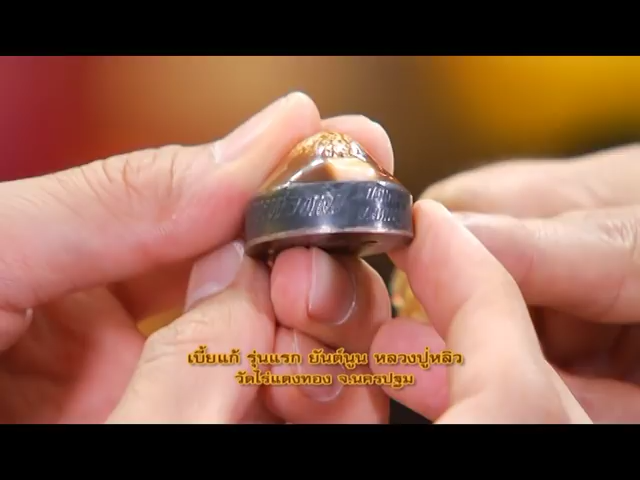 เบี้ยแก้ รุ่นแรก ยันต์นูน หลวงปู่หลิว
วัดไร่แตงทอง จ.นครปฐม